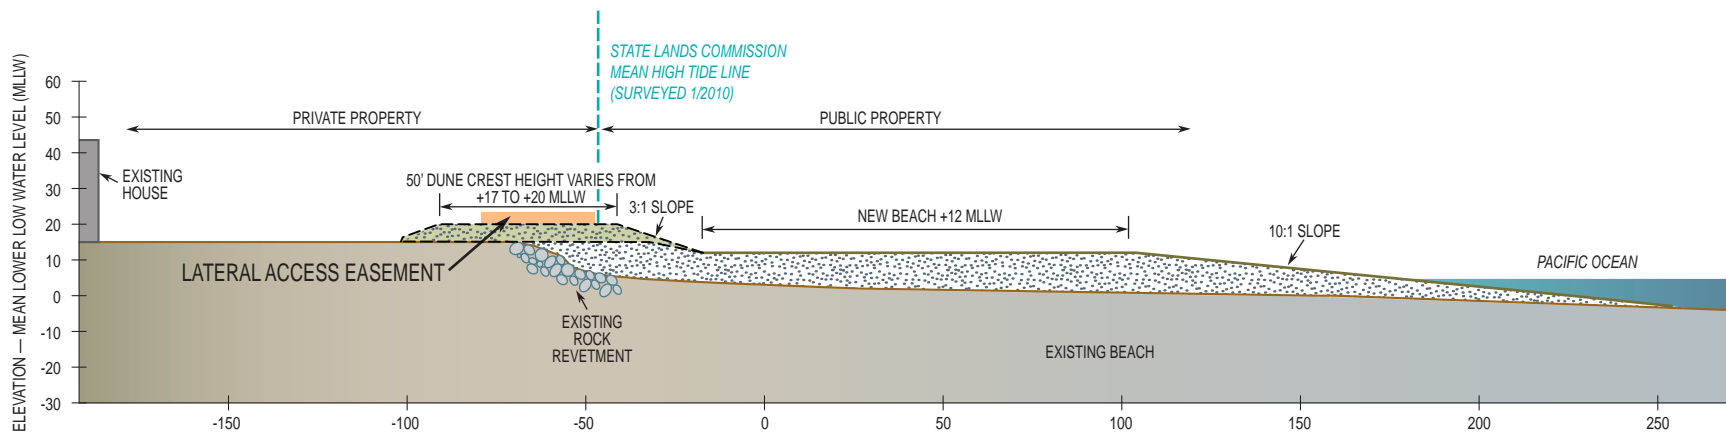 STATE LANDS COMMISSION
MEAN HIGH TIDE LINE
(SURVEYED 1/2010)
ELEVATION — MEAN LOWER LOW WATER LEVEL (MLLW)
60
50
40
30
20
10
0
-10
-20
-30
PRIVATE PROPERTY
PUBLIC PROPERTY
EXISTING
HOUSE
50' DUNE CREST HEIGHT VARIES FROM
+17 TO +20 MLLW
3:1 SLOPE
NEW BEACH +12 MLLW
10:1 SLOPE
PACIFIC OCEAN
LATERAL ACCESS EASEMENT
EXISTING
ROCK
REVETMENT
EXISTING BEACH
-150
-100
-50
0
50
100
150
200
250